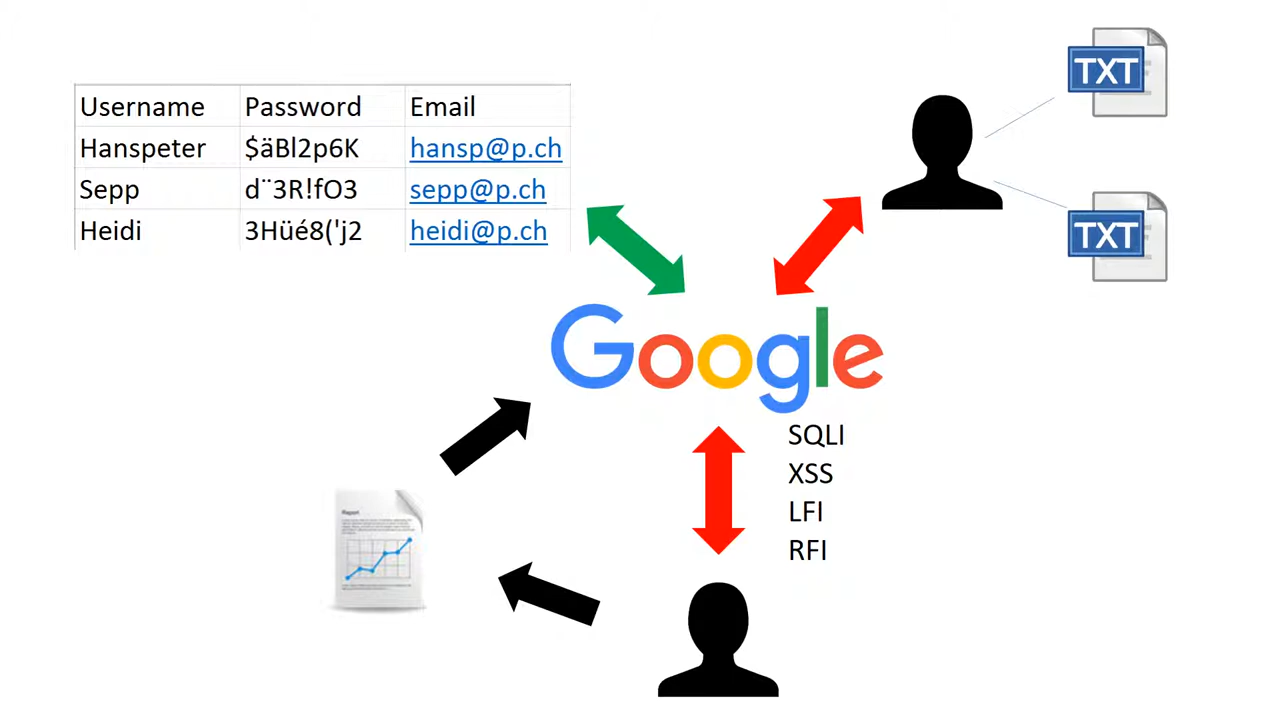 Username Password Email
Hanspeter $äBl2p6K hansp@p.ch
Sepp d¨3R!fO3 sepp@p.ch
Heidi 3Hüé8('j2 heidi@p.ch
TXT
TXT
Google
SQLI
XSS
LFI
RFI
Report